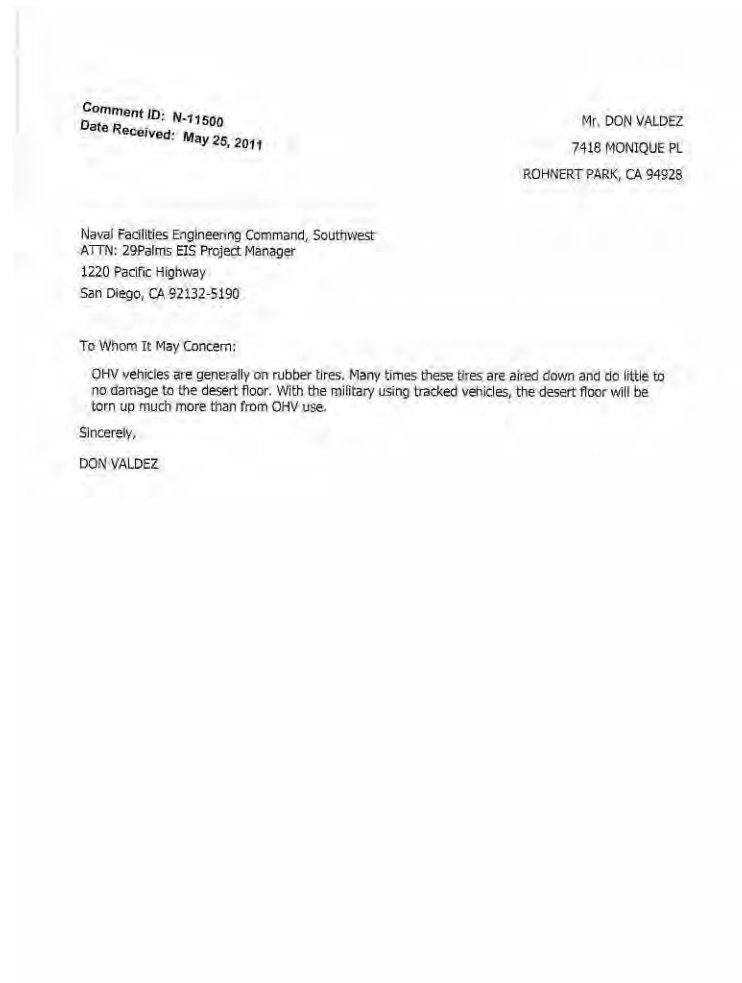 Comment ID: N-11500
Date Received: May 25, 2011
Mr. DON VALDEZ
7418 MONIQUE PL
ROHNERT PARK, CA 94928
Naval Facilities Engineering Command, Southwest
ATTN: 29Palms EIS Project Manager
1220 Pacific Highway
San Diego, CA 92132-5190
To Whom It May Concern:
OHV vehicles are generally on rubber tires. Many times these tires are aired down and do little to
no damage to the desert floor. With the military using tracked vehicles, the desert floor will be
torn up much more than from OHV use.
Sincerely,
DON VALDEZ